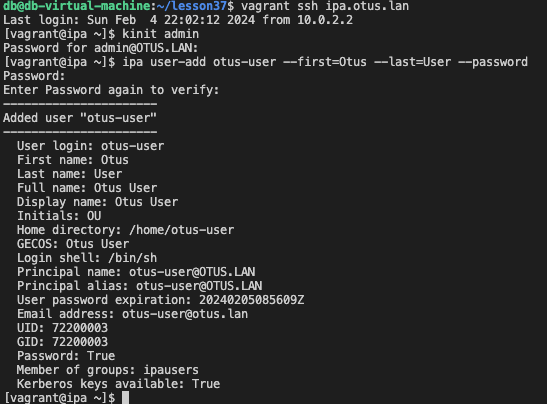 db@db-virtual-machine:~/lesson37$ vagrant ssh ipa.otus.lan
Last login: Sun Feb  4 22:02:12 2024 from 10.0.2.2
[vagrant@ipa ~]$ kinit admin
Password for admin@OTUS.LAN:
[vagrant@ipa ~]$ ipa user-add otus-user --first=Otus --last=User --password
Password:
Enter Password again to verify:
----------------------
Added user "otus-user"
----------------------
  User login: otus-user
  First name: Otus
  Last name: User
  Full name: Otus User
  Display name: Otus User
  Initials: OU
  Home directory: /home/otus-user
  GECOS: Otus User
  Login shell: /bin/sh
  Principal name: otus-user@OTUS.LAN
  Principal alias: otus-user@OTUS.LAN
  User password expiration: 20240205085609Z
  Email address: otus-user@otus.lan
  UID: 72200003
  GID: 72200003
  Password: True
  Member of groups: ipausers
  Kerberos keys available: True
[vagrant@ipa ~]$